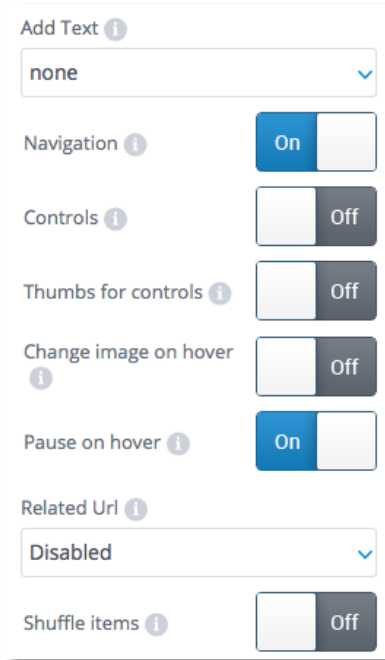 Add Text
none
Navigation
On
Controls
Off
Thumbs for controls
Off
Change image on hover
Off
Pause on hover
On
Related Url
Disabled
Shuffle items
Off